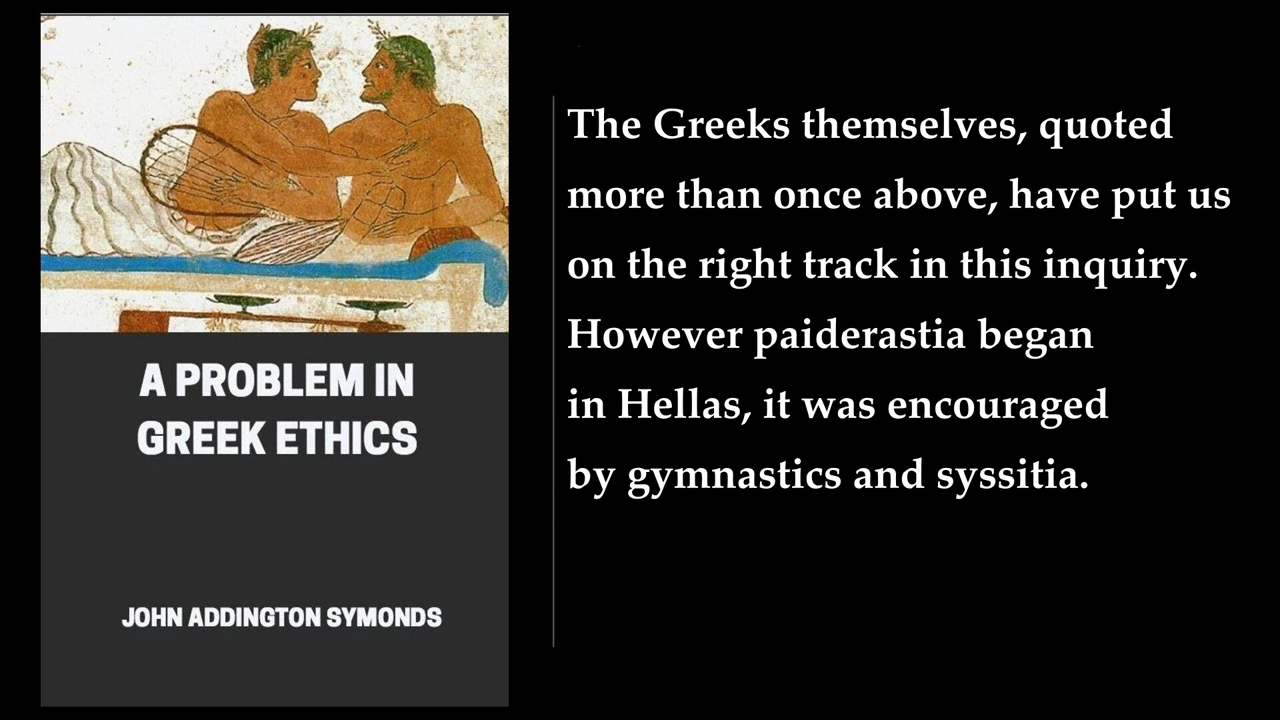 A PROBLEM IN
GREEK ETHICS
JOHN ADDINGTON SYMONDS
The Greeks themselves, quoted
more than once above, have put us
on the right track in this inquiry.
However paiderastia began
in Hellas, it was encouraged
by gymnastics and syssitia.